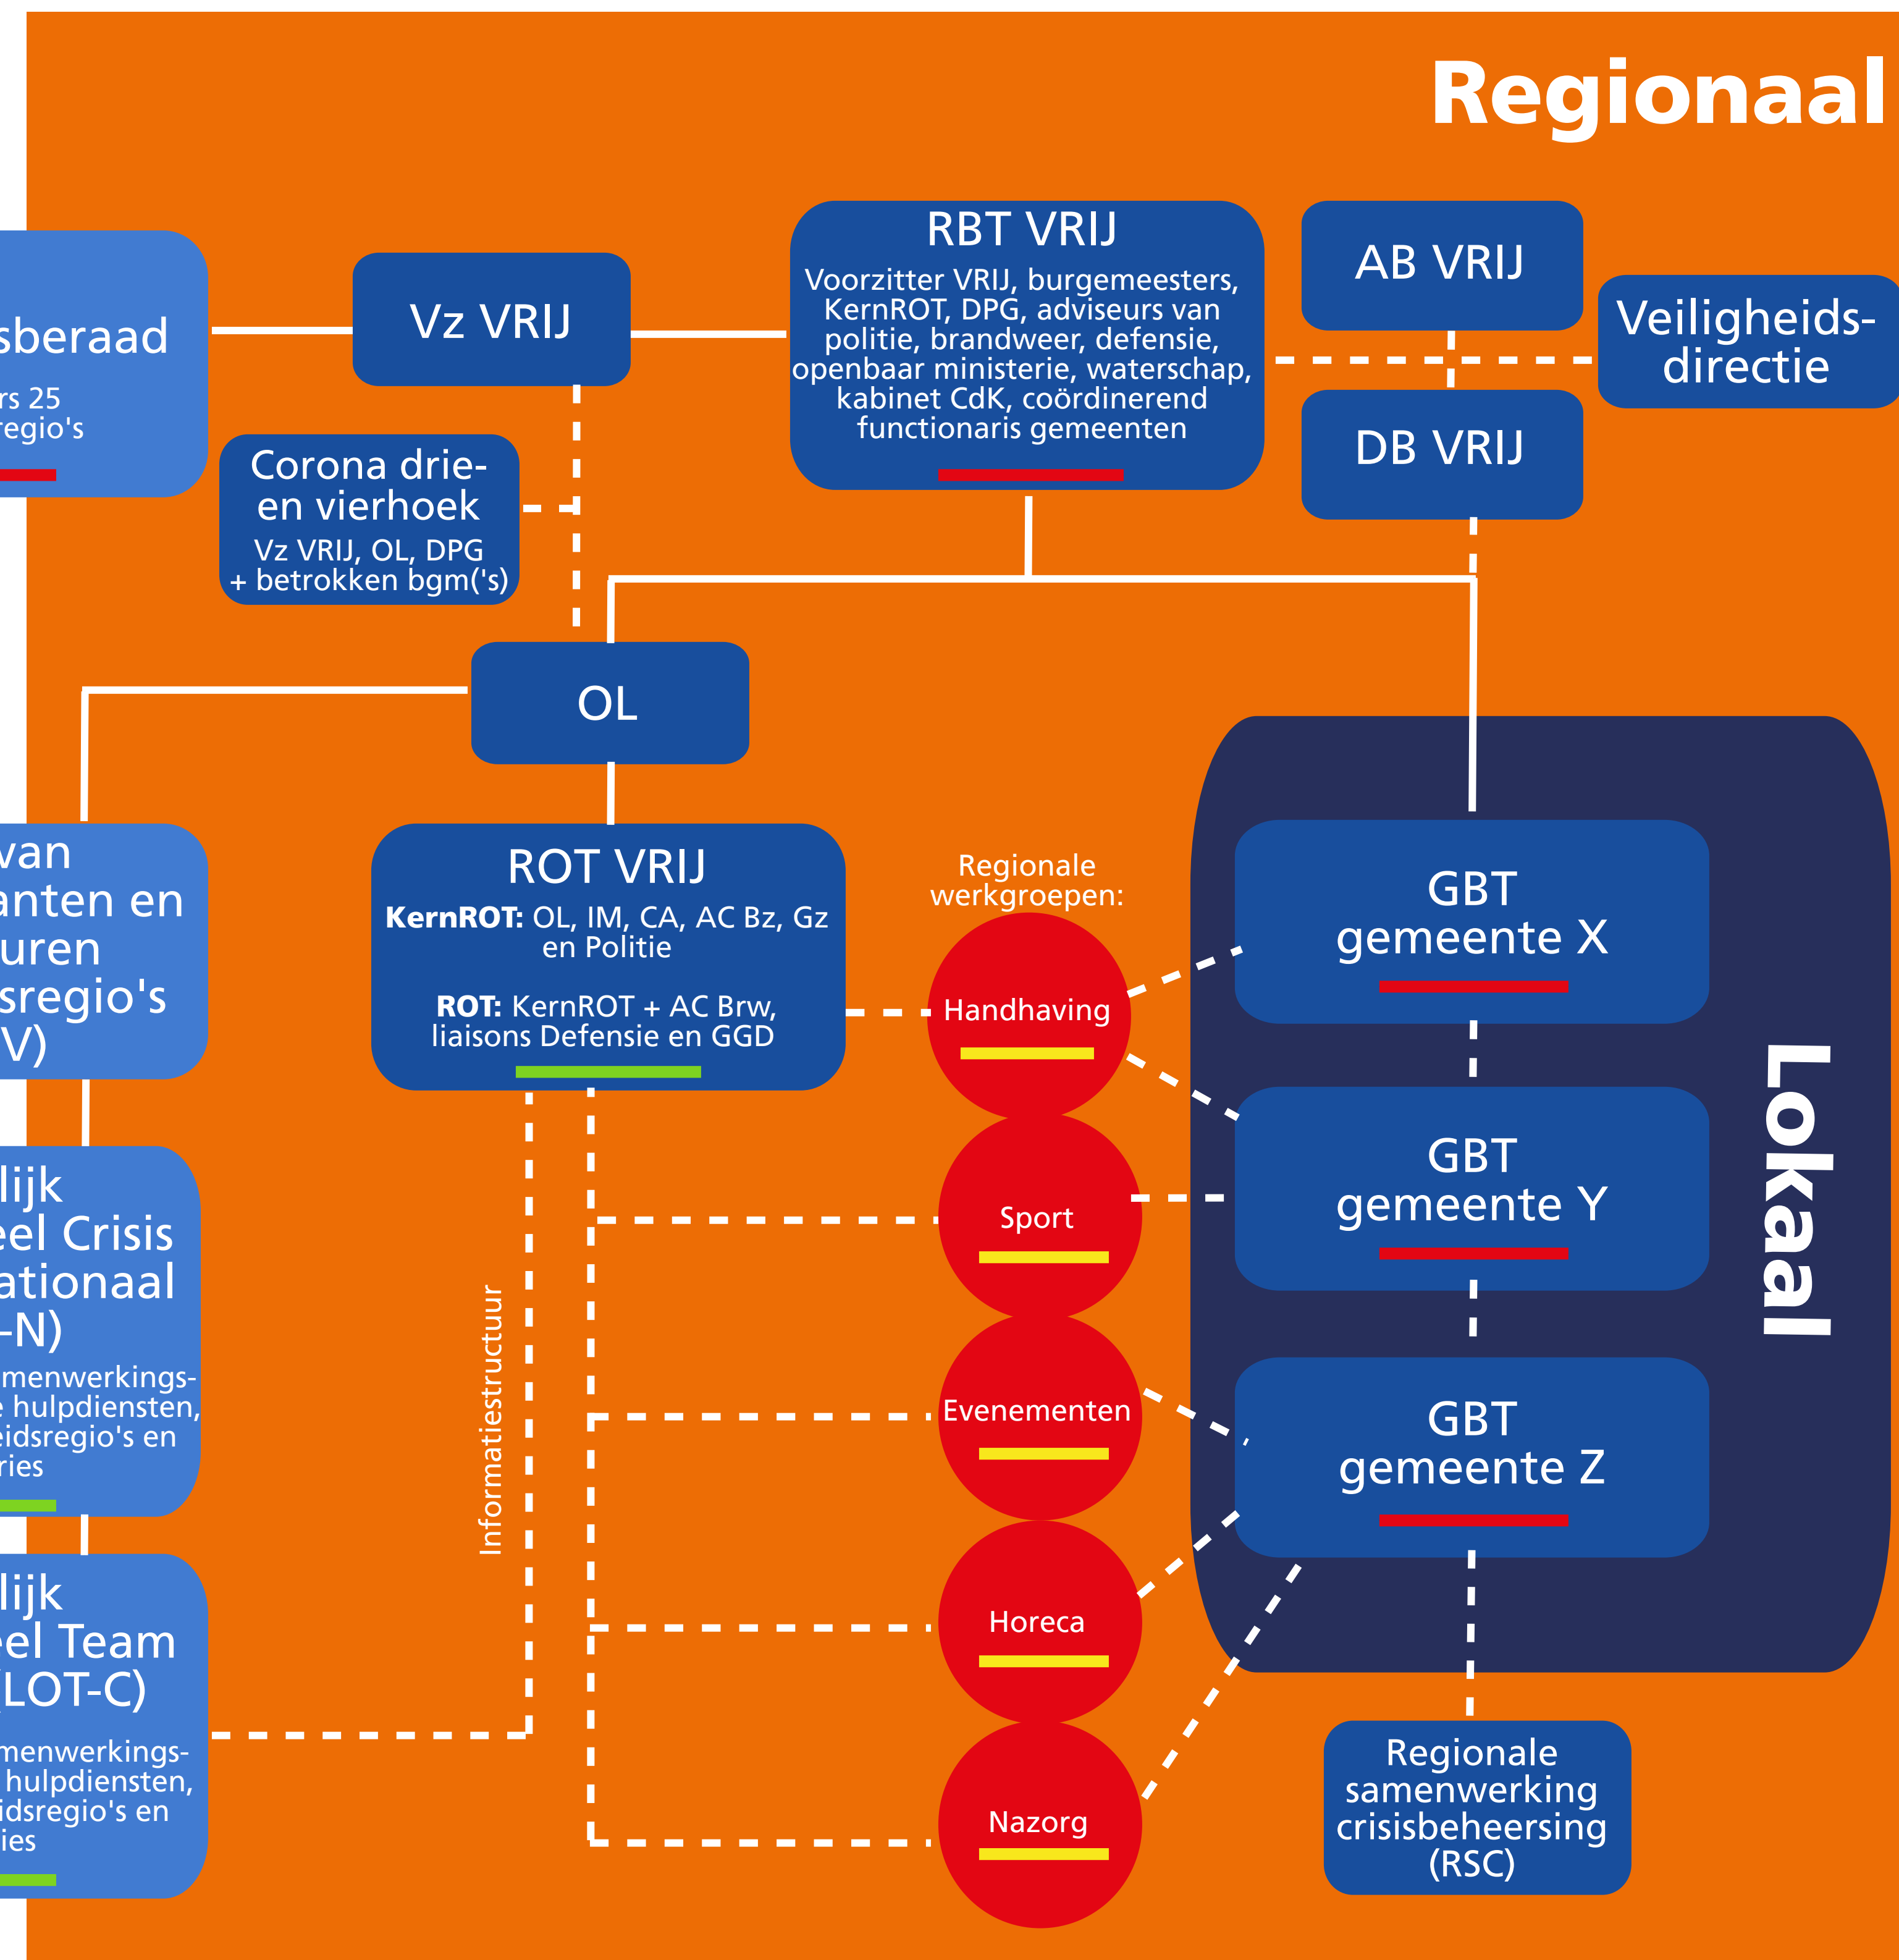 Regionaal
sberaad
rs 25
regio's
Vz VRIJ
RBT VRIJ
Voorzitter VRIJ, burgemeesters,
KernROT, DPG, adviseurs van
politie, brandweer, defensie,
openbaar ministerie, waterschap,
kabinet CdK, coördinerend
functionaris gemeenten
AB VRIJ
Veiligheids-
directie
DB VRIJ
Corona drie-
en vierhoek
Vz VRIJ, OL, DPG
+ betrokken bgm('s)
OL
van
anten en
uren
sregio's
V)
ROT VRIJ
KernROT: OL, IM, CA, AC Bz, Gz
en Politie
ROT: KernROT + AC Brw,
liaisons Defensie en GGD
Regionale
werkgroepen:
Handhaving
Sport
Evenementen
Horeca
Nazorg
Lokaal
GBT
gemeente X
GBT
gemeente Y
GBT
gemeente Z
Informatiestructuur
lijk
eel Crisis
ationaal
-N)
menwerkings-
e hulpdiensten,
eidsregio's en
ries
lijk
eel Team
(LOT-C)
menwerkings-
hulpdiensten,
idsregio's en
ies
Regionale
samenwerking
crisisbeheersing
(RSC)